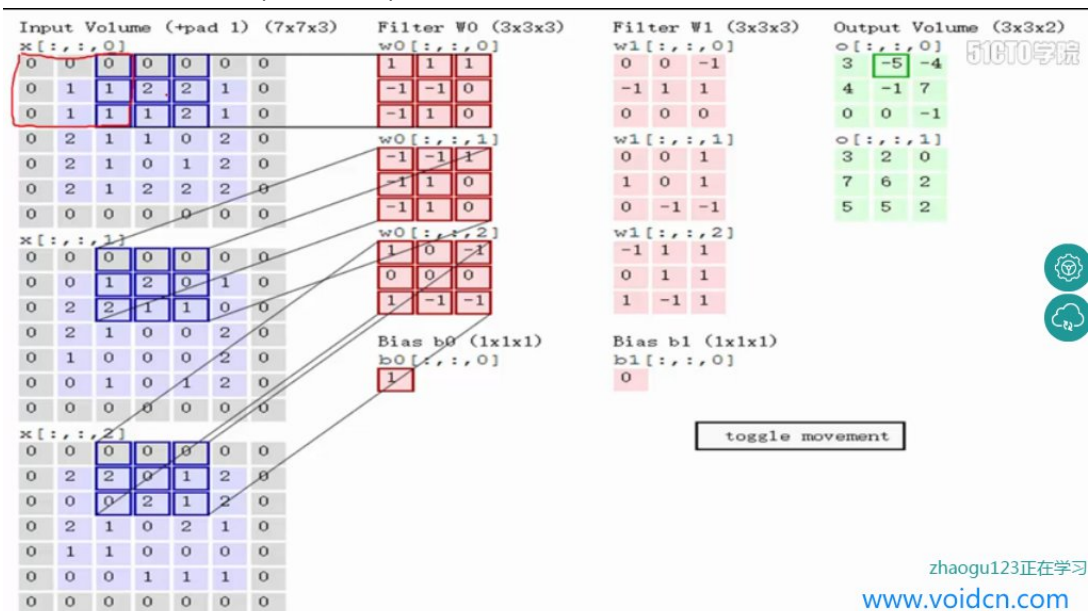 Input Volume (+pad 1) (7x7x3)
x[:,:,0]
0 0 0 0 0 0 0
0 1 1 2 2 1 0
0 1 1 1 2 1 0
0 2 1 1 0 2 0
0 2 1 0 1 2 0
0 2 1 2 2 2 0
0 0 0 0 0 0 0
x[:,:,1]
0 0 0 0 0 0 0
0 0 1 2 0 1 0
0 2 2 1 1 0 0
0 2 1 0 0 2 0
0 1 0 0 0 2 0
0 0 1 0 1 2 0
0 0 0 0 0 0 0
x[:,:,2]
0 0 0 0 0 0 0
0 2 2 0 1 2 0
0 0 0 2 1 2 0
0 2 1 0 2 1 0
0 1 1 0 0 0 0
0 0 0 1 1 1 0
0 0 0 0 0 0 0
Filter W0 (3x3x3)
w0[:,:,0]
1 1 1
-1 -1 0
-1 1 0
w0[:,:,1]
-1 -1 1
-1 1 0
-1 1 0
w0[:,:,2]
1 0 -1
0 0 0
1 -1 -1
Bias b0 (1x1x1)
b0[:,:,0]
1
Filter W1 (3x3x3)
w1[:,:,0]
0 0 -1
-1 1 1
0 0 0
w1[:,:,1]
0 0 1
1 0 1
0 -1 -1
w1[:,:,2]
-1 1 1
0 1 1
1 -1 1
Bias b1 (1x1x1)
b1[:,:,0]
0
Output Volume (3x3x2)
o[:,:,0]
3 -5 -4
4 -1 7
0 0 -1
o[:,:,1]
3 2 0
7 6 2
5 5 2
51CTO学院
toggle movement
zhaogu123正在学习
www.voidcn.com